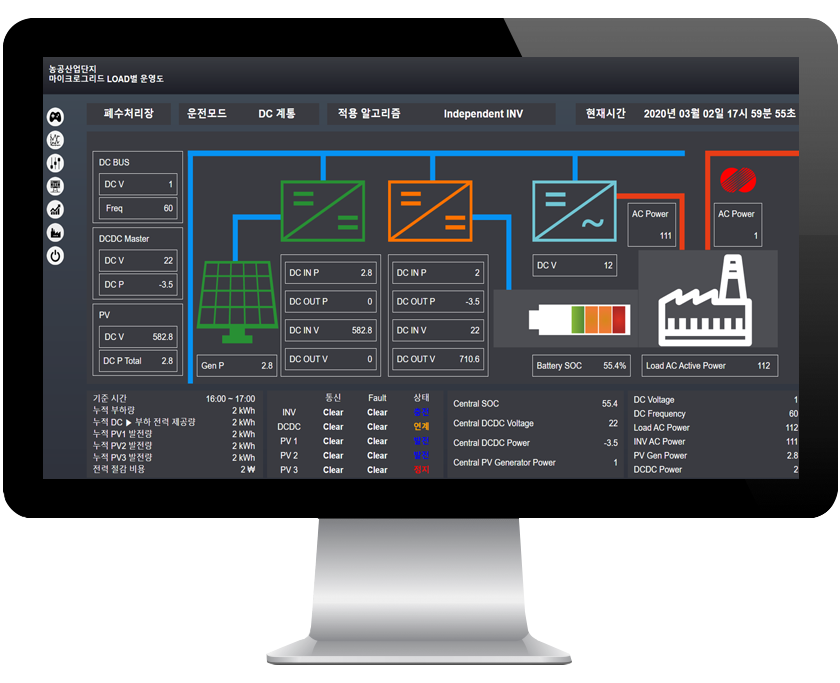 농공산업단지
마이크로그리드 LOAD별 운영도
폐수처리장 운전모드 DC 계통 적용 알고리즘 Independent INV 현재시간 2020년 03월 02일 17시 59분 55초
DC BUS
DC V 1
Freq 60
DCDC Master
DC V 22
DC P -3.5
PV
DC V 582.8
DC P Total 2.8
Gen P 2.8
DC IN P 2.8
DC OUT P 0
DC IN V 582.8
DC OUT V 0
DC IN P 2
DC OUT P -3.5
DC IN V 22
DC OUT V 710.6
DC V 12
Battery SOC 55.4%
AC Power
111
AC Power
1
Load AC Active Power 112
기준 시간 16:00 ~ 17:00
누적 부하량 2 kWh
누적 DC ▶ 부하 전력 제공량 2 kWh
누적 PV1 발전량 2 kWh
누적 PV2 발전량 2 kWh
누적 PV3 발전량 2 kWh
전력 절감 비용 2 ₩
통신 Fault 상태
INV Clear Clear 충전
DCDC Clear Clear 연계
PV 1 Clear Clear 발전
PV 2 Clear Clear 발전
PV 3 Clear Clear 정지
Central SOC 55.4
Central DCDC Voltage 22
Central DCDC Power -3.5
Central PV Generator Power 1
DC Voltage 1
DC Frequency 60
Load AC Power 112
INV AC Power 111
PV Gen Power 2.8
DCDC Power 2